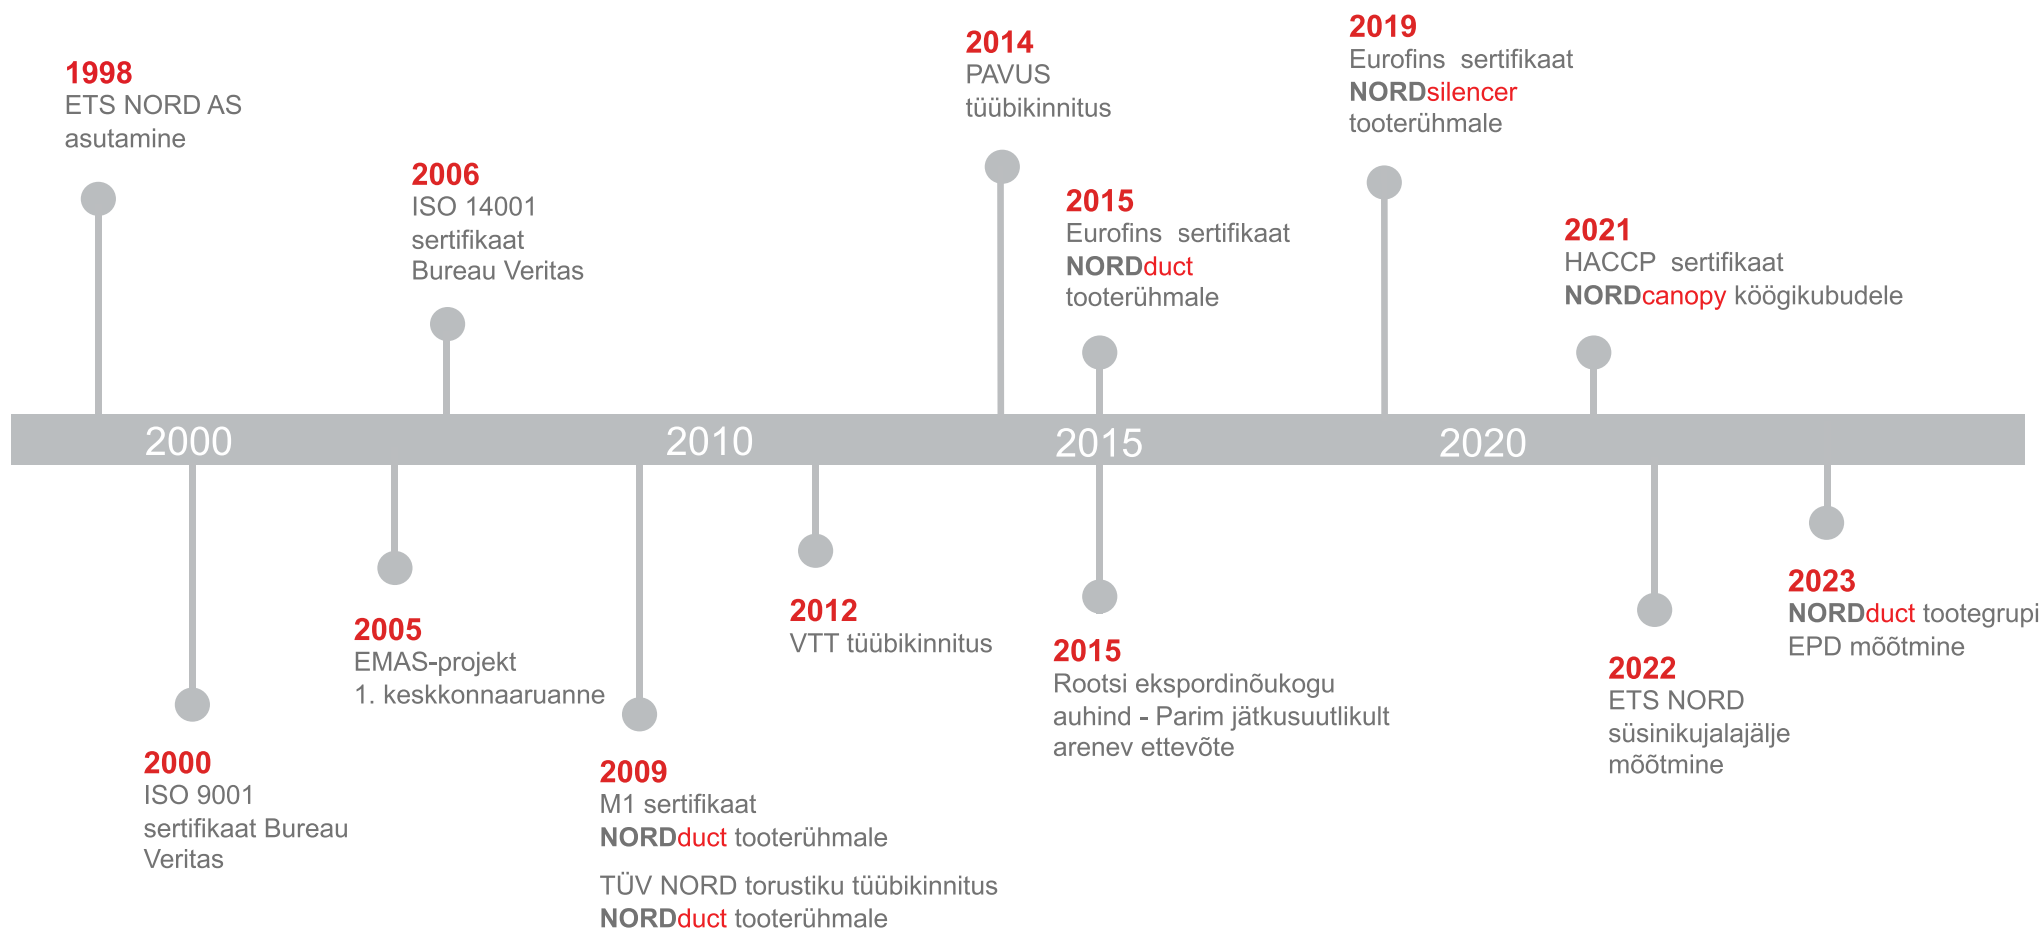 1998
ETS NORD AS
asutamine
2006
ISO 14001
sertifikaat
Bureau Veritas
2014
PAVUS
tüübikinnitus
2015
Eurofins sertifikaat
NORDduct
tooterühmale
2019
Eurofins sertifikaat
NORDsilencer
tooterühmale
2021
HACCP sertifikaat
NORDcanopy köögikubudele
2000
2010
2015
2020
2000
ISO 9001
sertifikaat Bureau
Veritas
2005
EMAS-projekt
1. keskkonnaaruanne
2009
M1 sertifikaat
NORDduct tooterühmale
TÜV NORD torustiku tüübikinnitus
NORDduct tooterühmale
2012
VTT tüübikinnitus
2015
Rootsi ekspordinõukogu
auhind - Parim jätkusuutlikult
arenev ettevõte
2022
ETS NORD
süsinikujalajälje
mõõtmine
2023
NORDduct tootegrupi
EPD mõõtmine